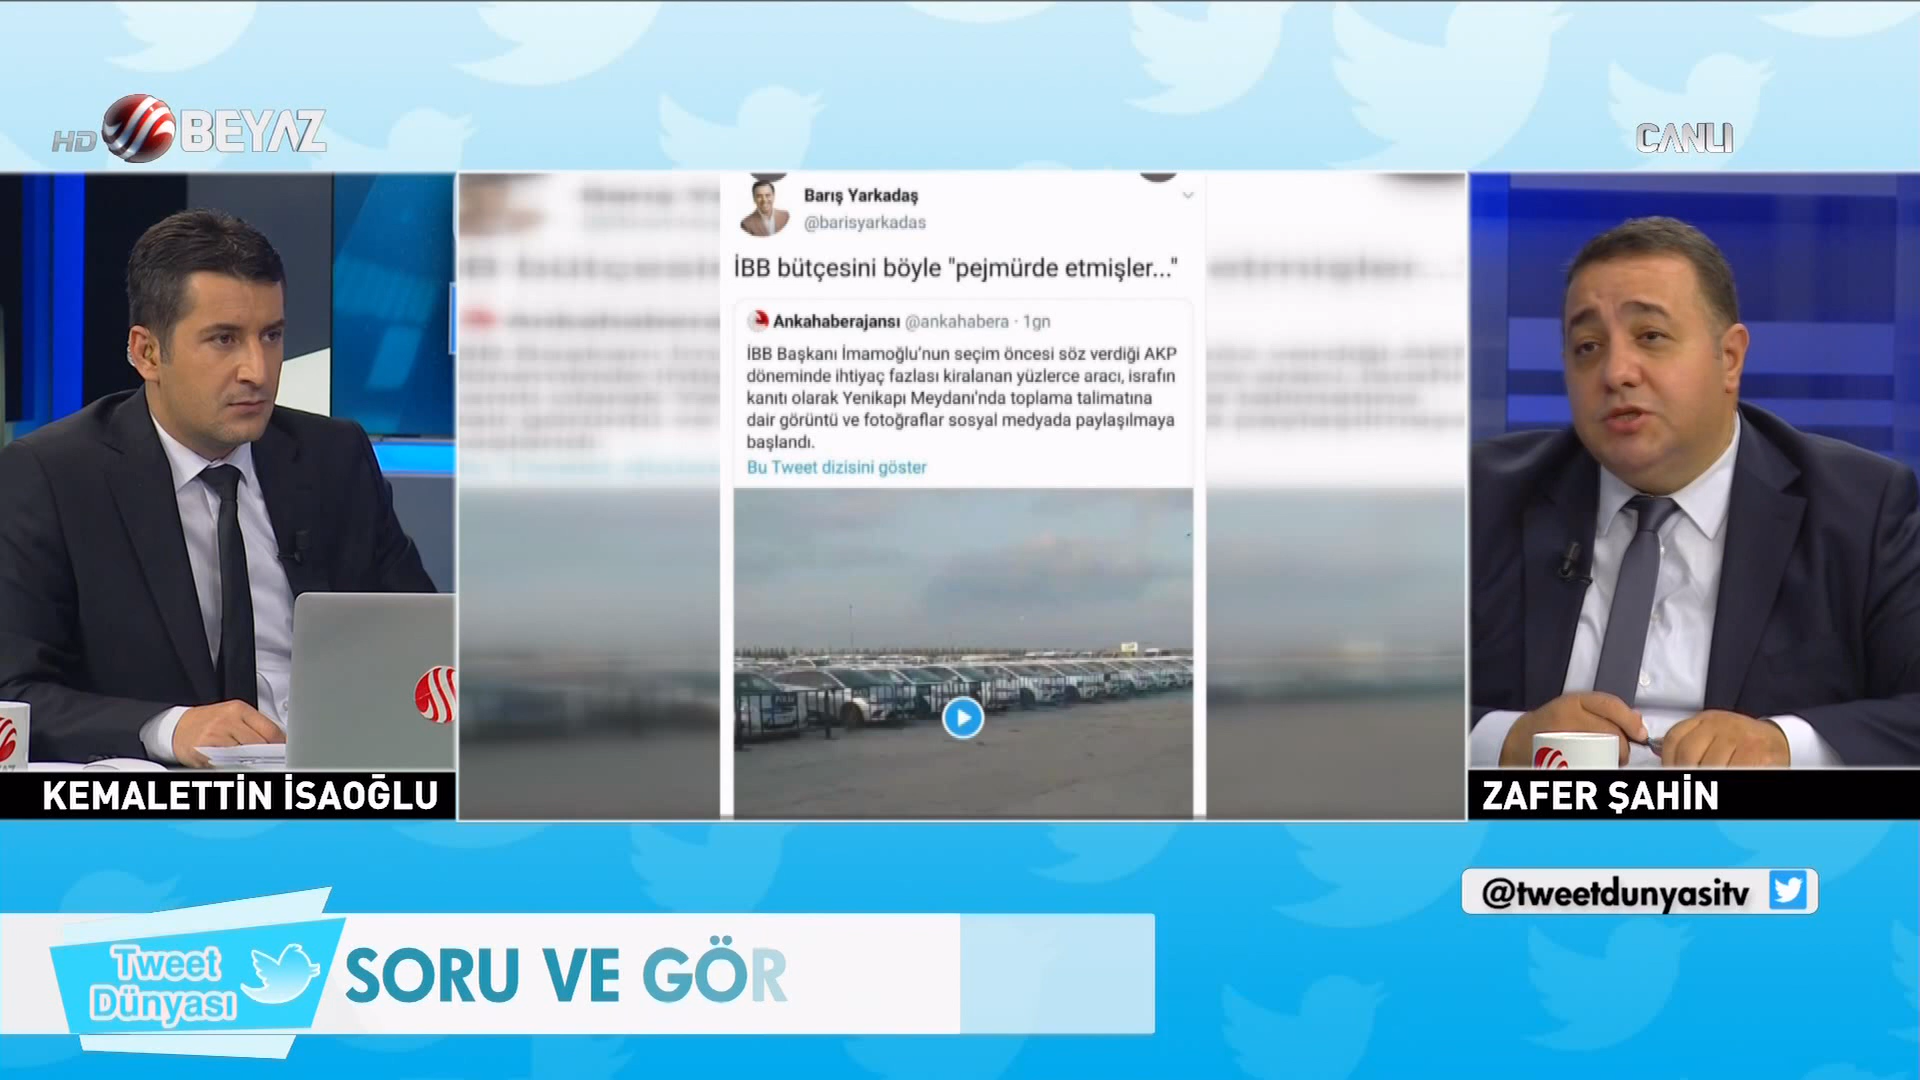 HD BEYAZ
CANLI
Barış Yarkadaş
@barisyarkadas
İBB bütçesini böyle "pejmürde etmişler..."
Ankahaberajansı @ankahabera · 1gn
İBB Başkanı İmamoğlu'nun seçim öncesi söz verdiği AKP
döneminde ihtiyaç fazlası kiralanan yüzlerce aracı, israfın
kanıtı olarak Yenikapı Meydanı'nda toplama talimatına
dair görüntü ve fotoğraflar sosyal medyada paylaşılmaya
başlandı.
Bu Tweet dizisini göster
KEMALETTİN İSAOĞLU
ZAFER ŞAHİN
@tweetdunyasitv
Tweet
Dünyası
SORU VE GÖR